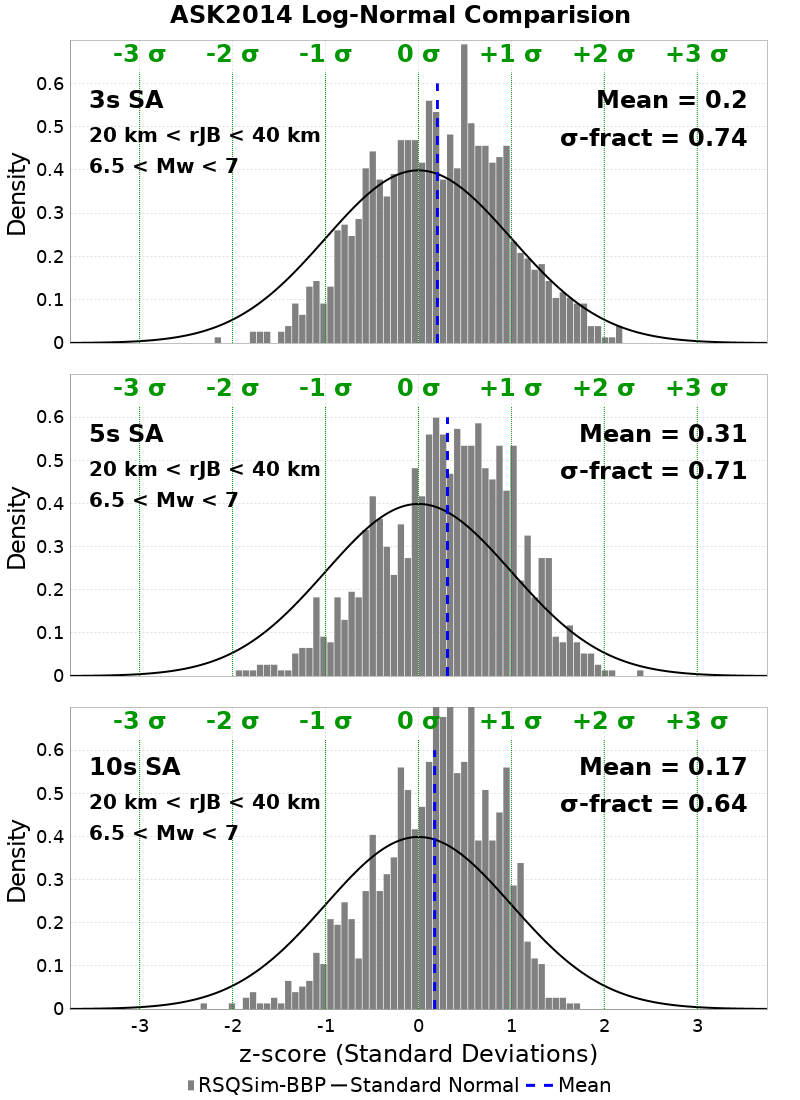 ASK2014 Log-Normal Comparision
-3 σ -2 σ -1 σ 0 σ +1 σ +2 σ +3 σ
3s SA
20 km < rJB < 40 km
6.5 < Mw < 7
Mean = 0.2
σ-fract = 0.74
Density
0.6
0.5
0.4
0.3
0.2
0.1
0
-3 σ -2 σ -1 σ 0 σ +1 σ +2 σ +3 σ
5s SA
20 km < rJB < 40 km
6.5 < Mw < 7
Mean = 0.31
σ-fract = 0.71
Density
0.6
0.5
0.4
0.3
0.2
0.1
0
-3 σ -2 σ -1 σ 0 σ +1 σ +2 σ +3 σ
10s SA
20 km < rJB < 40 km
6.5 < Mw < 7
Mean = 0.17
σ-fract = 0.64
Density
0.6
0.5
0.4
0.3
0.2
0.1
0
-3 -2 -1 0 1 2 3
z-score (Standard Deviations)
RSQSim-BBP Standard Normal Mean